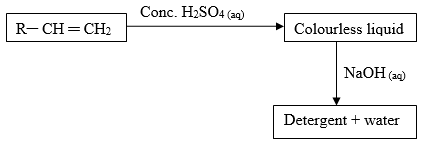 Conc. H₂SO₄ (aq)
R－CH＝CH₂
Colourless liquid
NaOH (aq)
Detergent + water